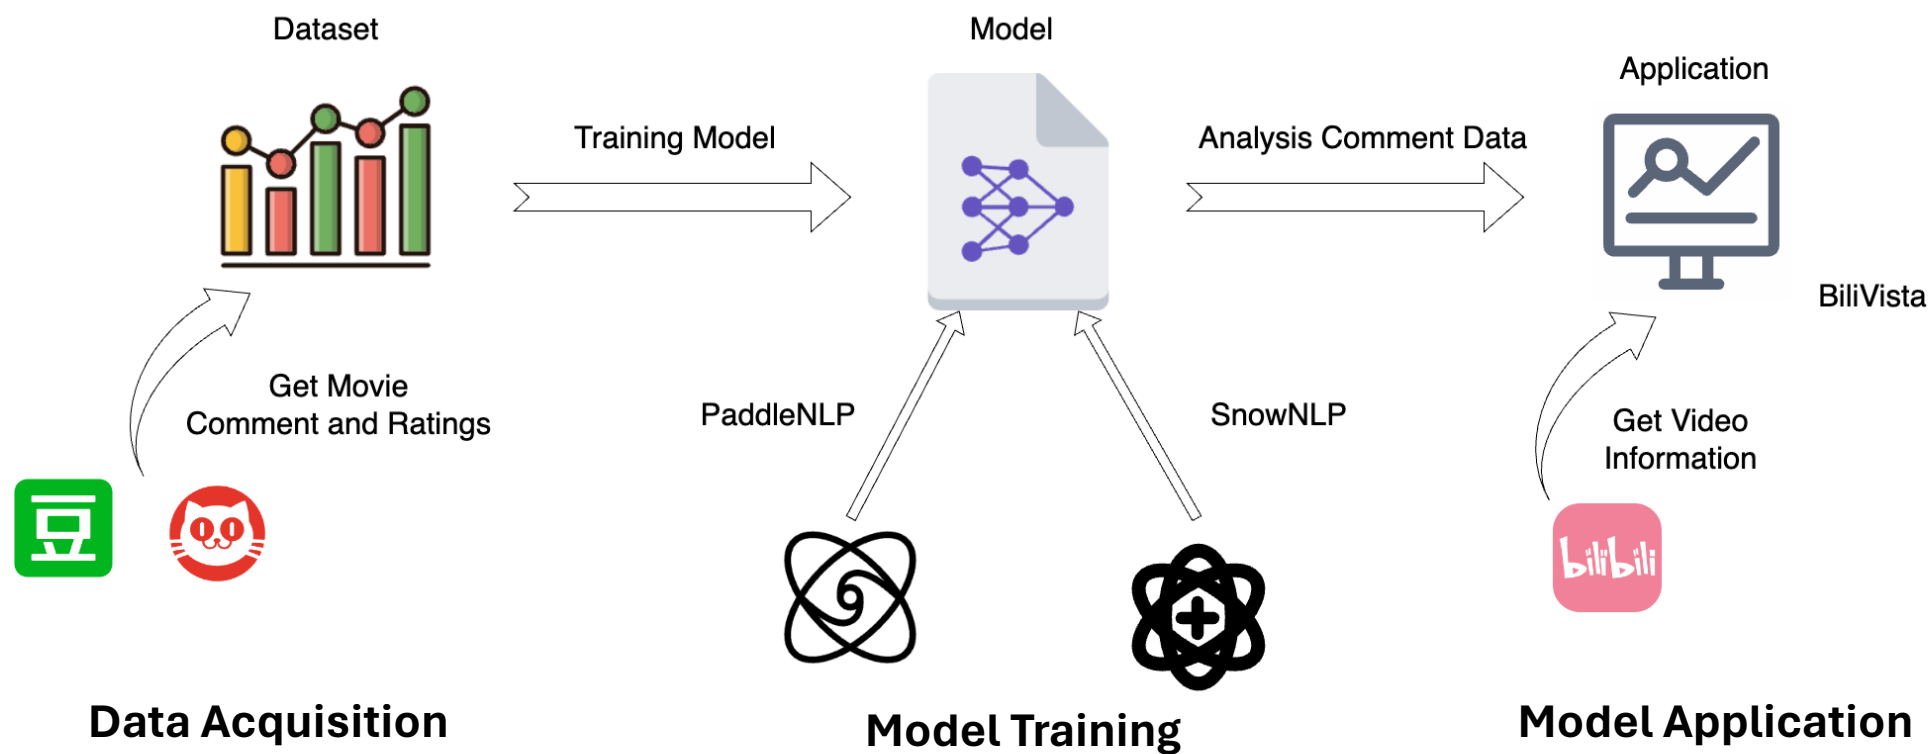 Dataset
Model
Application
Training Model
Analysis Comment Data
BiliVista
Get Movie
Comment and Ratings
PaddleNLP
SnowNLP
Get Video
Information
豆
bilibili
Data Acquisition
Model Training
Model Application